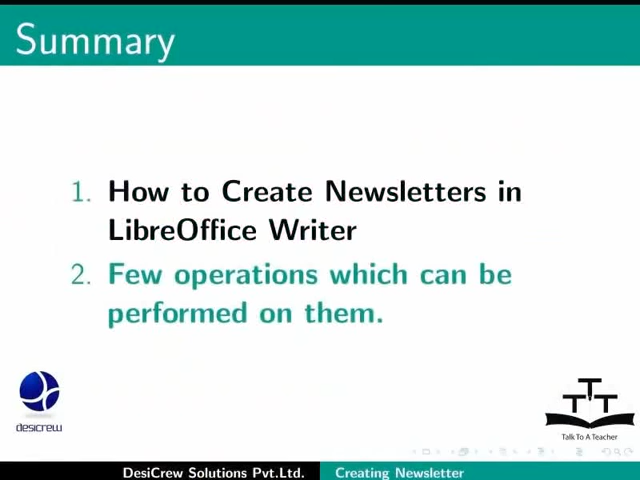 Summary
1. How to Create Newsletters in
LibreOffice Writer
2. Few operations which can be
performed on them.
desicrew
T T T
Talk To A Teacher
DesiCrew Solutions Pvt.Ltd. Creating Newsletter